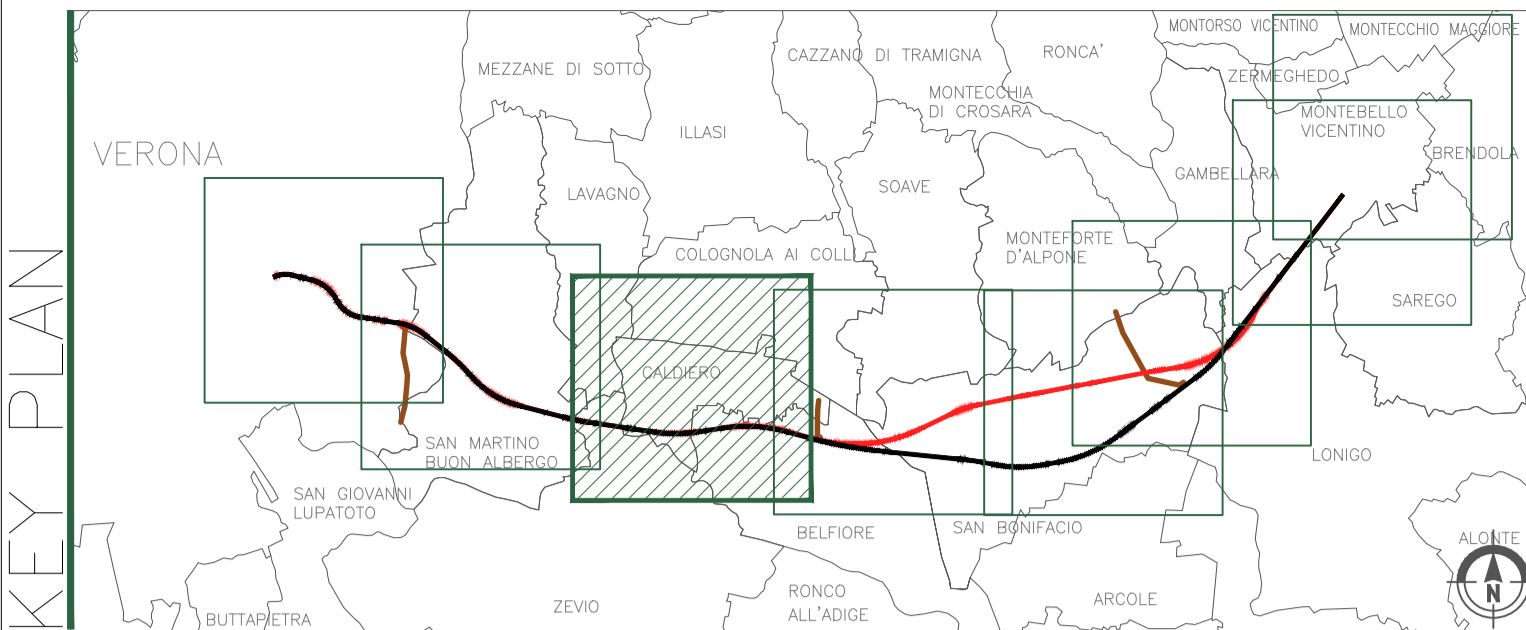 KEY PLAN
MONTORSO VICENTINO
MONTECCHIO MAGGIORE
CAZZANO DI TRAMIGNA
RONCA'
MEZZANE DI SOTTO
ZERMEGHEDO
MONTECCHIA
DI CROSARA
MONTEBELLO
VICENTINO
ILLASI
VERONA
BRENDOLA
GAMBELLARA
LAVAGNO
SOAVE
MONTEFORTE
D'ALPONE
COLOGNOLA AI COLLI
SAREGO
CALDIERO
SAN MARTINO
BUON ALBERGO
LONIGO
SAN GIOVANNI
LUPATOTO
BELFIORE
SAN BONIFACIO
ALONTE
N
RONCO
ALL'ADIGE
ARCOLE
ZEVIO
BUTTAPIETRA